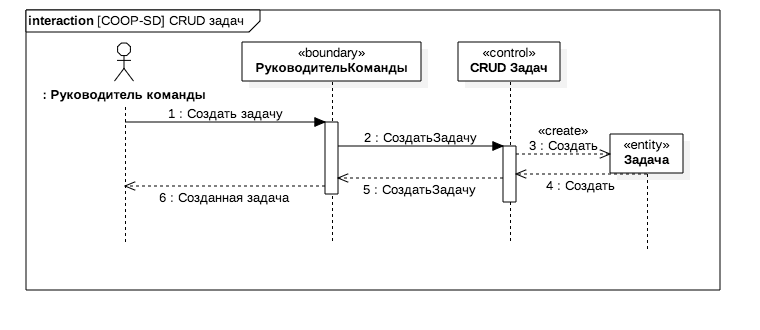 interaction [COOP-SD] CRUD задач
«boundary»
РуководительКоманды
«control»
CRUD Задач
: Руководитель команды
1 : Создать задачу
2 : СоздатьЗадачу
«create»
3 : Создать
«entity»
Задача
4 : Создать
5 : СоздатьЗадачу
6 : Созданная задача